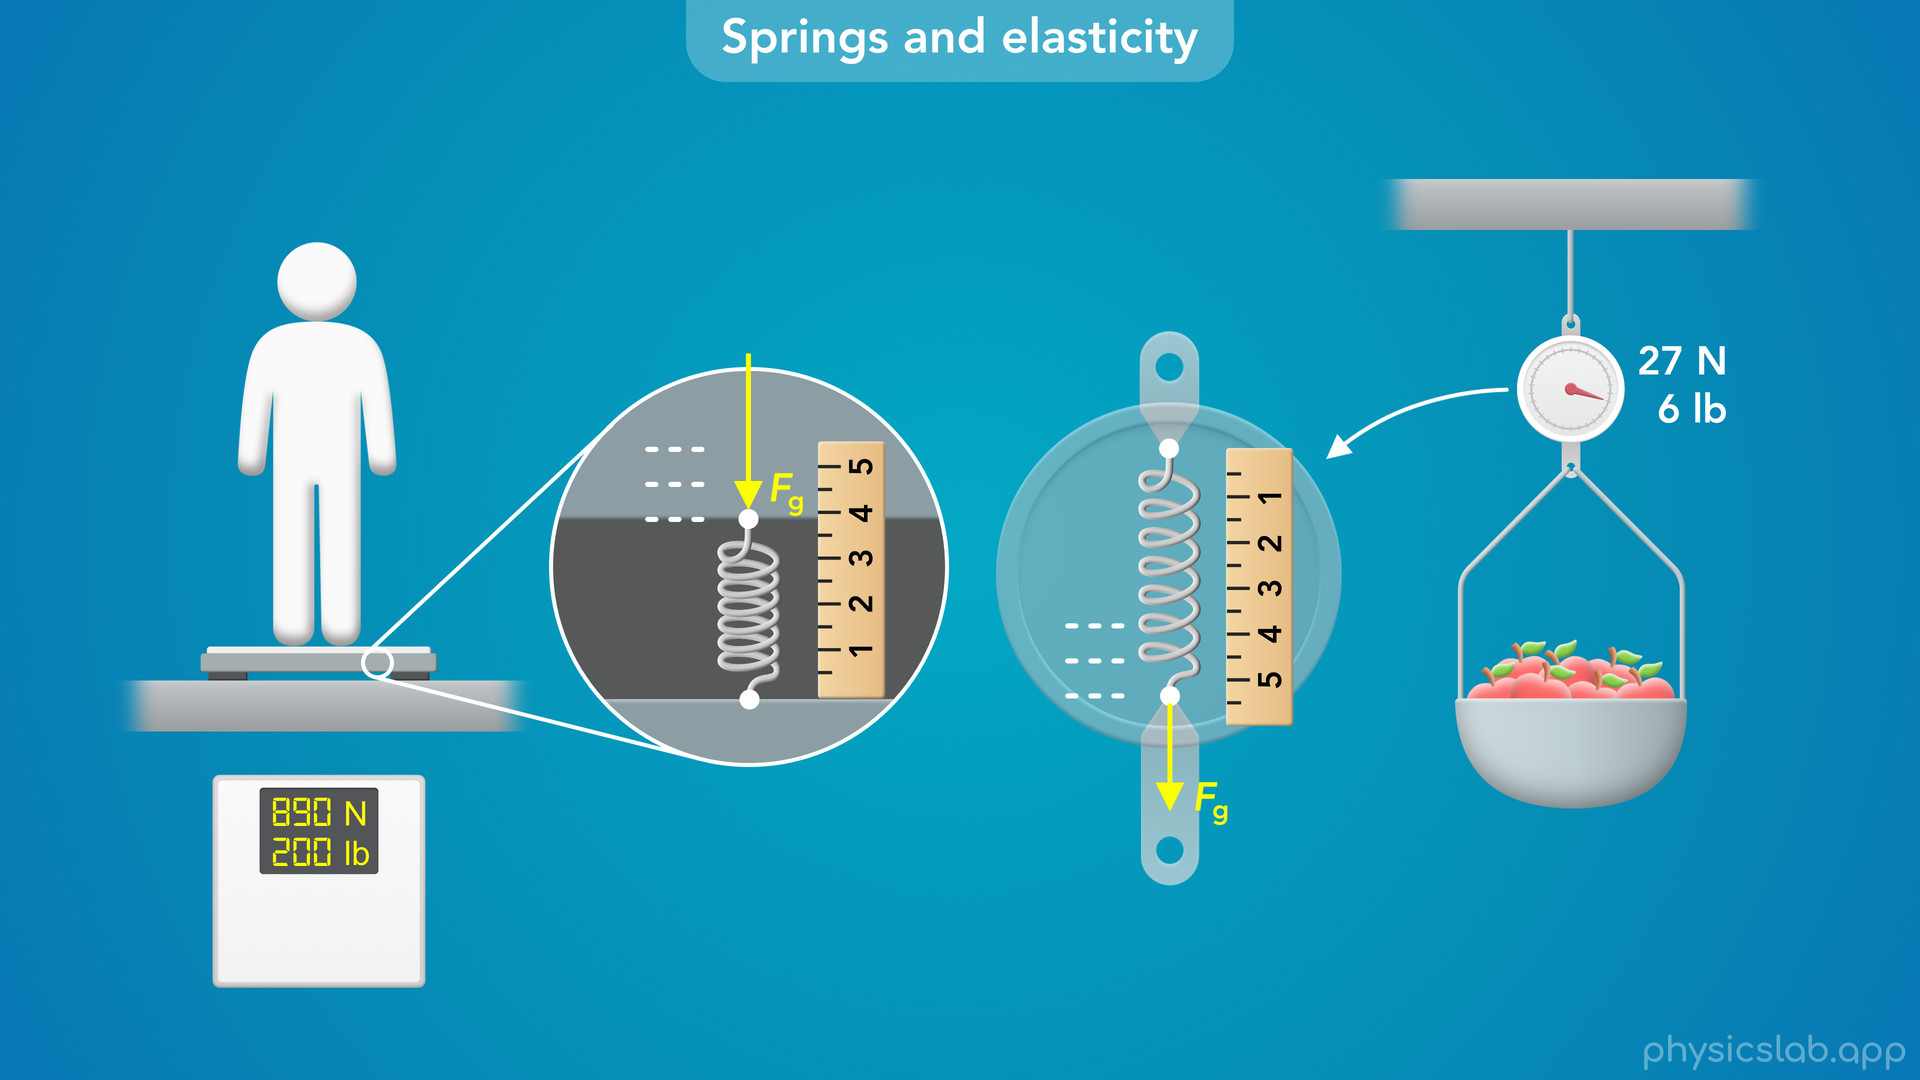 Springs and elasticity
27 N
6 lb
Fg
5
4
3
2
1
1
2
3
4
5
Fg
890 N
200 lb
physicslab.app